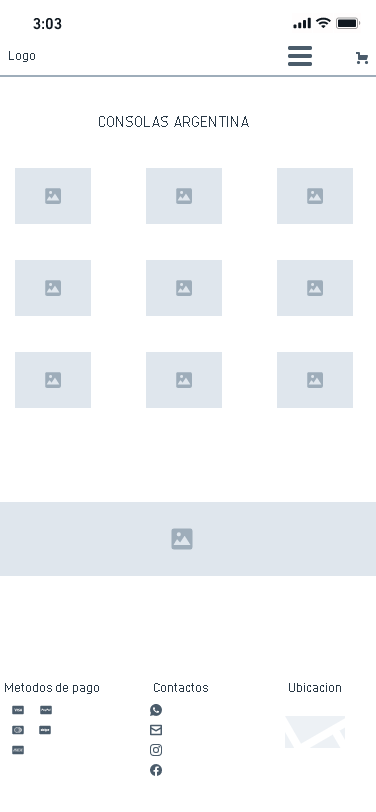 3:03
Logo
CONSOLAS ARGENTINA
Metodos de pago
Contactos
Ubicacion